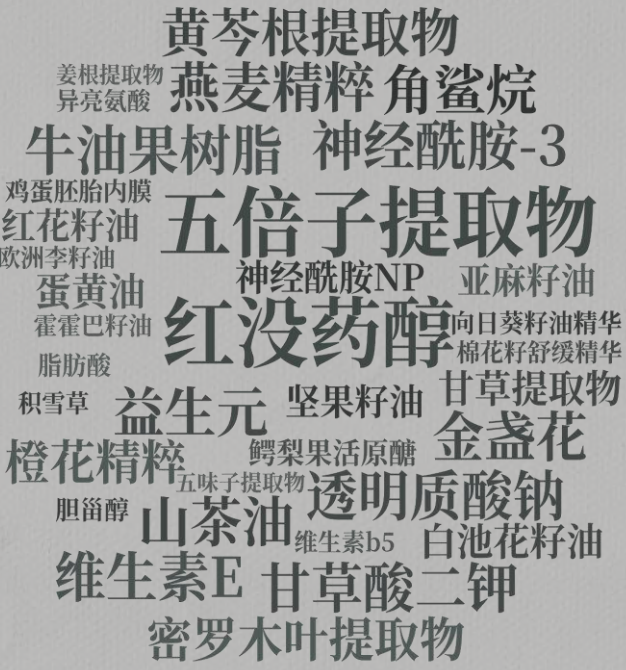 黄芩根提取物
姜根提取物 燕麦精粹 角鲨烷
异亮氨酸
牛油果树脂 神经酰胺-3
鸡蛋胚胎内膜 五倍子提取物
红花籽油
欧洲李籽油 神经酰胺NP 亚麻籽油
蛋黄油 红没药醇 向日葵籽油精华
霍霍巴籽油 棉花籽舒缓精华
脂肪酸 甘草提取物
积雪草 益生元 坚果籽油 金盏花
橙花精粹 鳄梨果活原醣
五味子提取物 透明质酸钠
胆甾醇 山茶油 维生素b5 白池花籽油
维生素E 甘草酸二钾
密罗木叶提取物